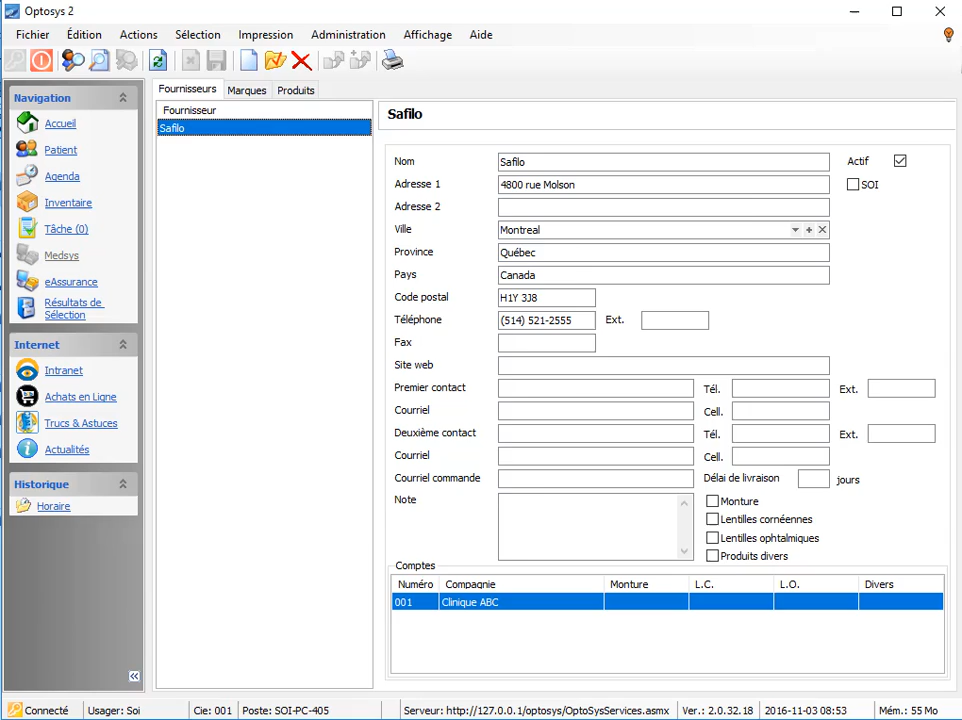 Optosys 2
Fichier Édition Actions Sélection Impression Administration Affichage Aide
Navigation
Accueil
Patient
Agenda
Inventaire
Tâche (0)
Medsys
eAssurance
Résultats de
Sélection
Internet
Intranet
Achats en Ligne
Trucs & Astuces
Actualités
Historique
Horaire
Fournisseurs Marques Produits
Fournisseur
Safilo
Safilo
Nom Safilo Actif
Adresse 1 4800 rue Molson SOI
Adresse 2
Ville Montreal
Province Québec
Pays Canada
Code postal H1Y 3J8
Téléphone (514) 521-2555 Ext.
Fax
Site web
Premier contact Tél. Ext.
Courriel Cell.
Deuxième contact Tél. Ext.
Courriel Cell.
Courriel commande Délai de livraison jours
Note Monture
Lentilles cornéennes
Lentilles ophtalmiques
Produits divers
Comptes
Numéro Compagnie Monture L.C. L.O. Divers
001 Clinique ABC
Connecté Usager: Soi Cie: 001 Poste: SOI-PC-405 Serveur: http://127.0.0.1/optosys/OptoSysServices.asmx Ver.: 2.0.32.18 2016-11-03 08:53 Mém.: 55 Mo